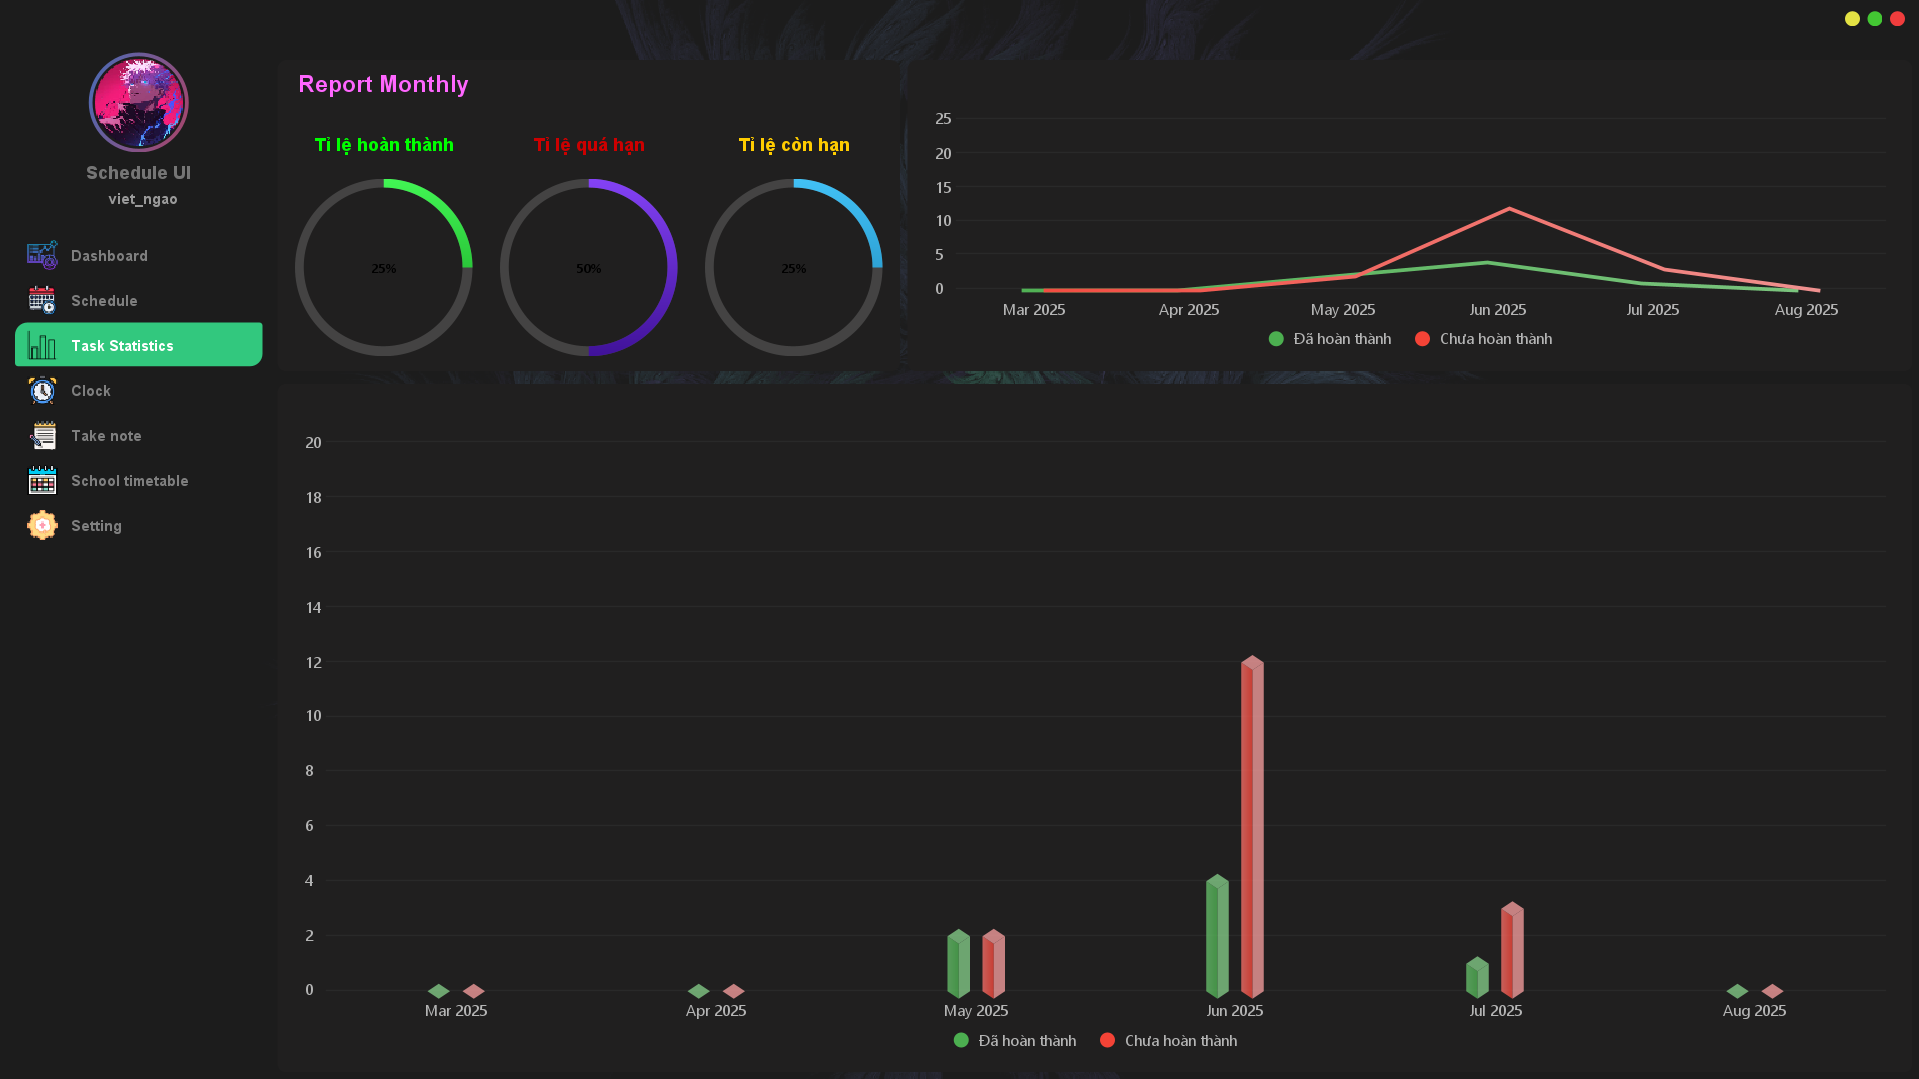 Schedule UI
viet_ngao
Dashboard
Schedule
Task Statistics
Clock
Take note
School timetable
Setting
Report Monthly
Tỉ lệ hoàn thành
Tỉ lệ quá hạn
Tỉ lệ còn hạn
25%
50%
25%
25
20
15
10
5
0
Mar 2025 Apr 2025 May 2025 Jun 2025 Jul 2025 Aug 2025
Đã hoàn thành Chưa hoàn thành
20
18
16
14
12
10
8
6
4
2
0
Mar 2025 Apr 2025 May 2025 Jun 2025 Jul 2025 Aug 2025
Đã hoàn thành Chưa hoàn thành